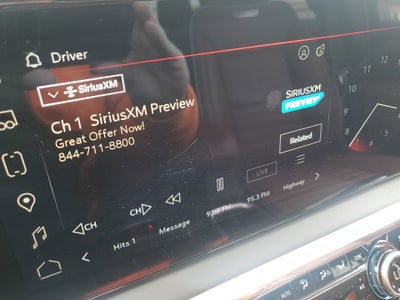 Driver
SiriusXM
SiriusXM
PREVIEW
Ch 1 SiriusXM Preview
Great Offer Now!
844-711-8800
Related
CH
CH
LIVE
Hits 1
Message
95.3 FM
Highway
AUTO